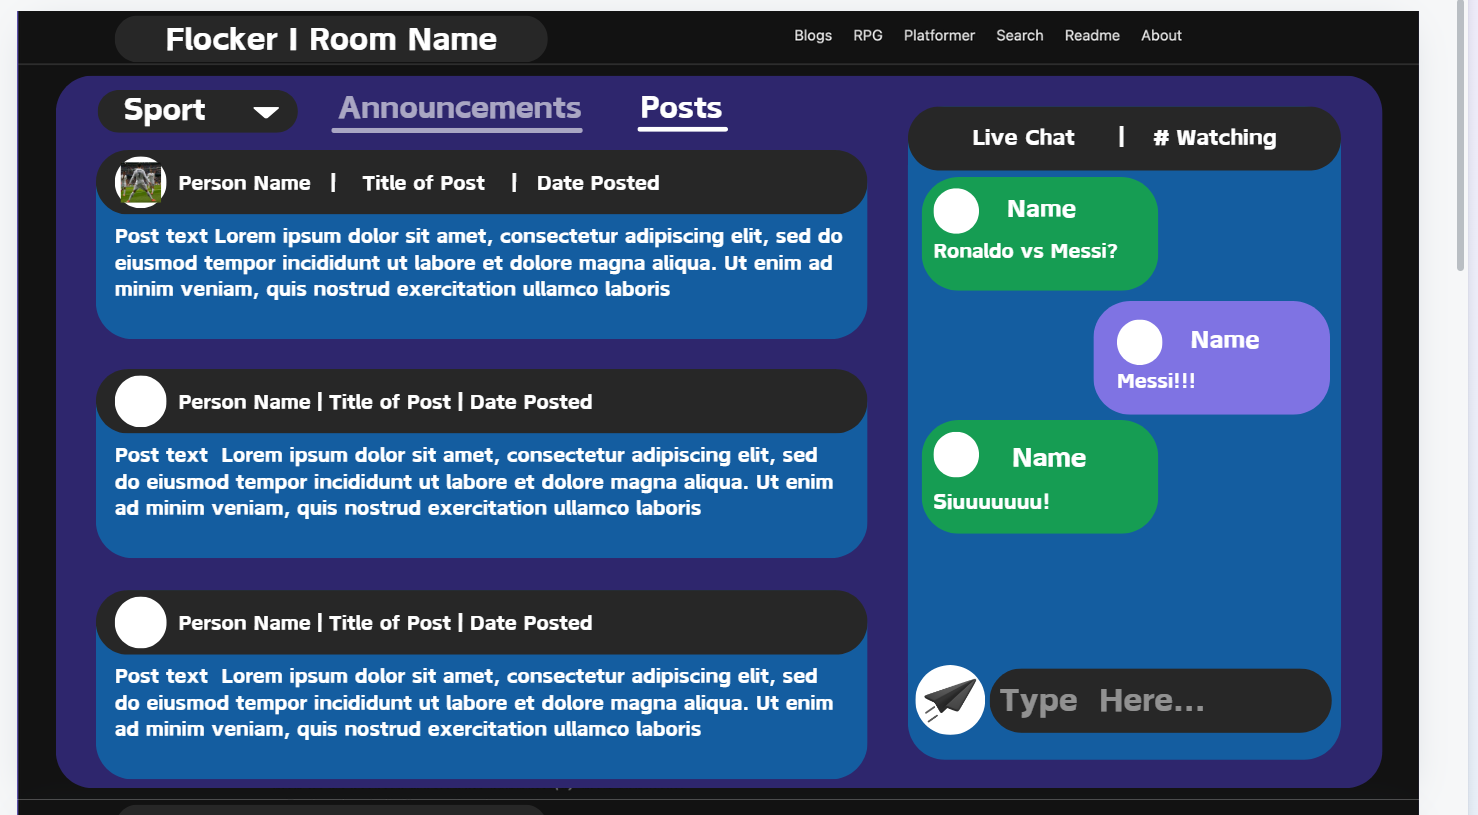 Flocker | Room Name
Blogs RPG Platformer Search Readme About
Sport Announcements Posts
Person Name | Title of Post | Date Posted
Post text Lorem ipsum dolor sit amet, consectetur adipiscing elit, sed do
eiusmod tempor incididunt ut labore et dolore magna aliqua. Ut enim ad
minim veniam, quis nostrud exercitation ullamco laboris
Person Name | Title of Post | Date Posted
Post text Lorem ipsum dolor sit amet, consectetur adipiscing elit, sed
do eiusmod tempor incididunt ut labore et dolore magna aliqua. Ut enim
ad minim veniam, quis nostrud exercitation ullamco laboris
Person Name | Title of Post | Date Posted
Post text Lorem ipsum dolor sit amet, consectetur adipiscing elit, sed
do eiusmod tempor incididunt ut labore et dolore magna aliqua. Ut enim
ad minim veniam, quis nostrud exercitation ullamco laboris
Live Chat | # Watching
Name
Ronaldo vs Messi?
Name
Messi!!!
Name
Siuuuuuuu!
Type Here...